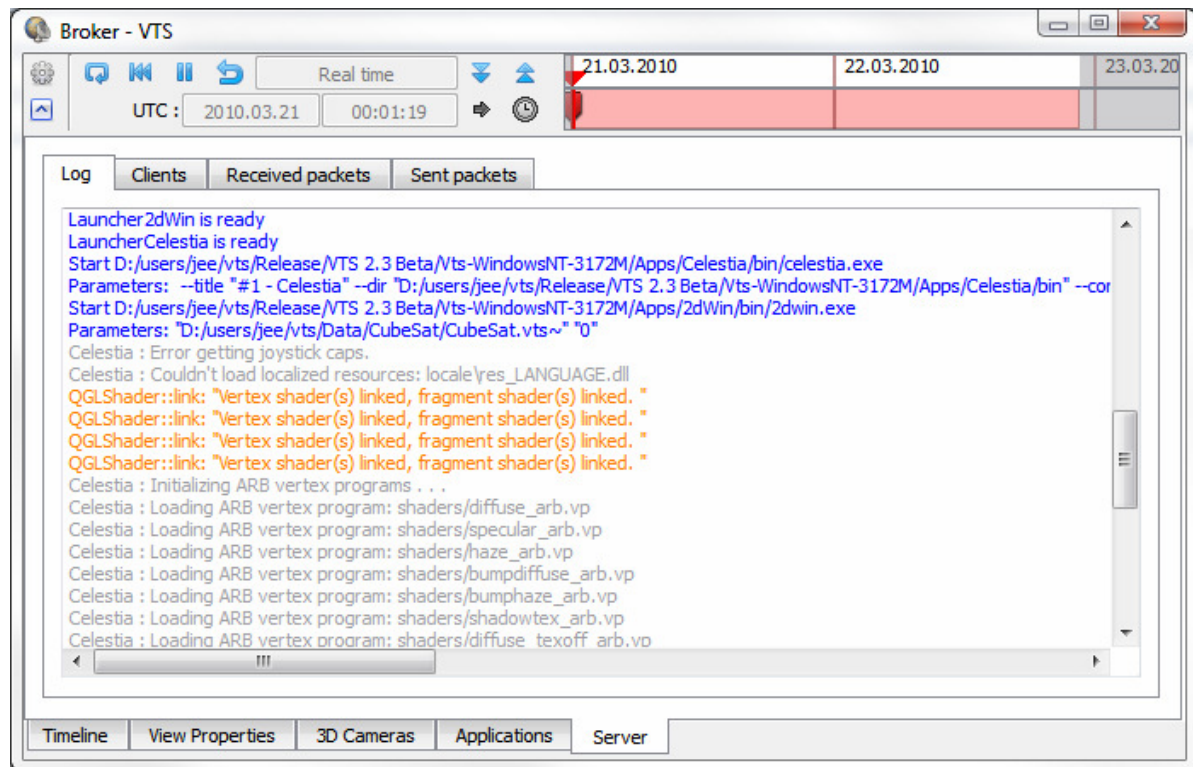 Broker - VTS
Real time
21.03.2010
22.03.2010
23.03.20
UTC :
2010.03.21
00:01:19
Log
Clients
Received packets
Sent packets
Launcher2dWin is ready
LauncherCelestia is ready
Start D:/users/jee/vts/Release/VTS 2.3 Beta/Vts-WindowsNT-3172M/Apps/Celestia/bin/celestia.exe
Parameters:  --title "#1 - Celestia" --dir "D:/users/jee/vts/Release/VTS 2.3 Beta/Vts-WindowsNT-3172M/Apps/Celestia/bin" --cor
Start D:/users/jee/vts/Release/VTS 2.3 Beta/Vts-WindowsNT-3172M/Apps/2dWin/bin/2dwin.exe
Parameters: "D:/users/jee/vts/Data/CubeSat/CubeSat.vts~" "0"
Celestia : Error getting joystick caps.
Celestia : Couldn't load localized resources: locale\res_LANGUAGE.dll
QGLShader::link: "Vertex shader(s) linked, fragment shader(s) linked. "
QGLShader::link: "Vertex shader(s) linked, fragment shader(s) linked. "
QGLShader::link: "Vertex shader(s) linked, fragment shader(s) linked. "
QGLShader::link: "Vertex shader(s) linked, fragment shader(s) linked. "
Celestia : Initializing ARB vertex programs . . .
Celestia : Loading ARB vertex program: shaders/diffuse_arb.vp
Celestia : Loading ARB vertex program: shaders/specular_arb.vp
Celestia : Loading ARB vertex program: shaders/haze_arb.vp
Celestia : Loading ARB vertex program: shaders/bumpdiffuse_arb.vp
Celestia : Loading ARB vertex program: shaders/bumphaze_arb.vp
Celestia : Loading ARB vertex program: shaders/shadowtex_arb.vp
Celestia : Loading ARB vertex program: shaders/diffuse_texoff_arb.vp
Timeline
View Properties
3D Cameras
Applications
Server